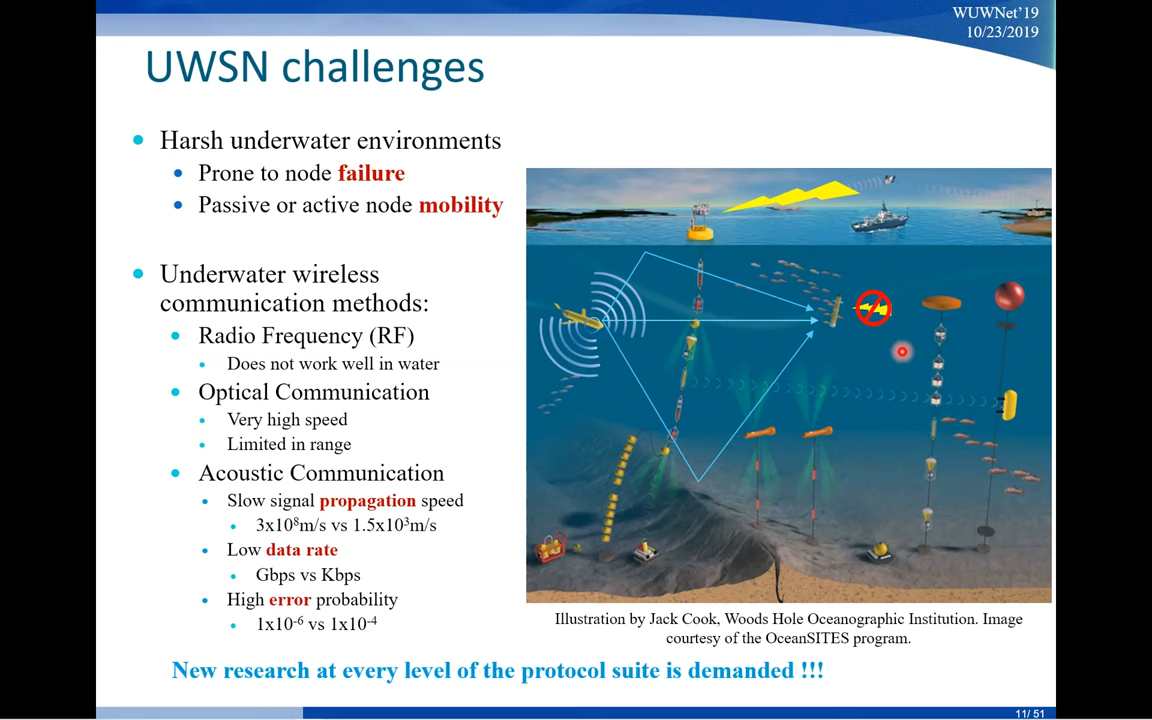 WUWNet’19
10/23/2019
UWSN challenges
Harsh underwater environments
Prone to node failure
Passive or active node mobility
Underwater wireless
communication methods:
Radio Frequency (RF)
Does not work well in water
Optical Communication
Very high speed
Limited in range
Acoustic Communication
Slow signal propagation speed
3x10⁸m/s vs 1.5x10³m/s
Low data rate
Gbps vs Kbps
High error probability
1x10⁻⁶ vs 1x10⁻⁴
Illustration by Jack Cook, Woods Hole Oceanographic Institution. Image
courtesy of the OceanSITES program.
New research at every level of the protocol suite is demanded !!!
11/ 51